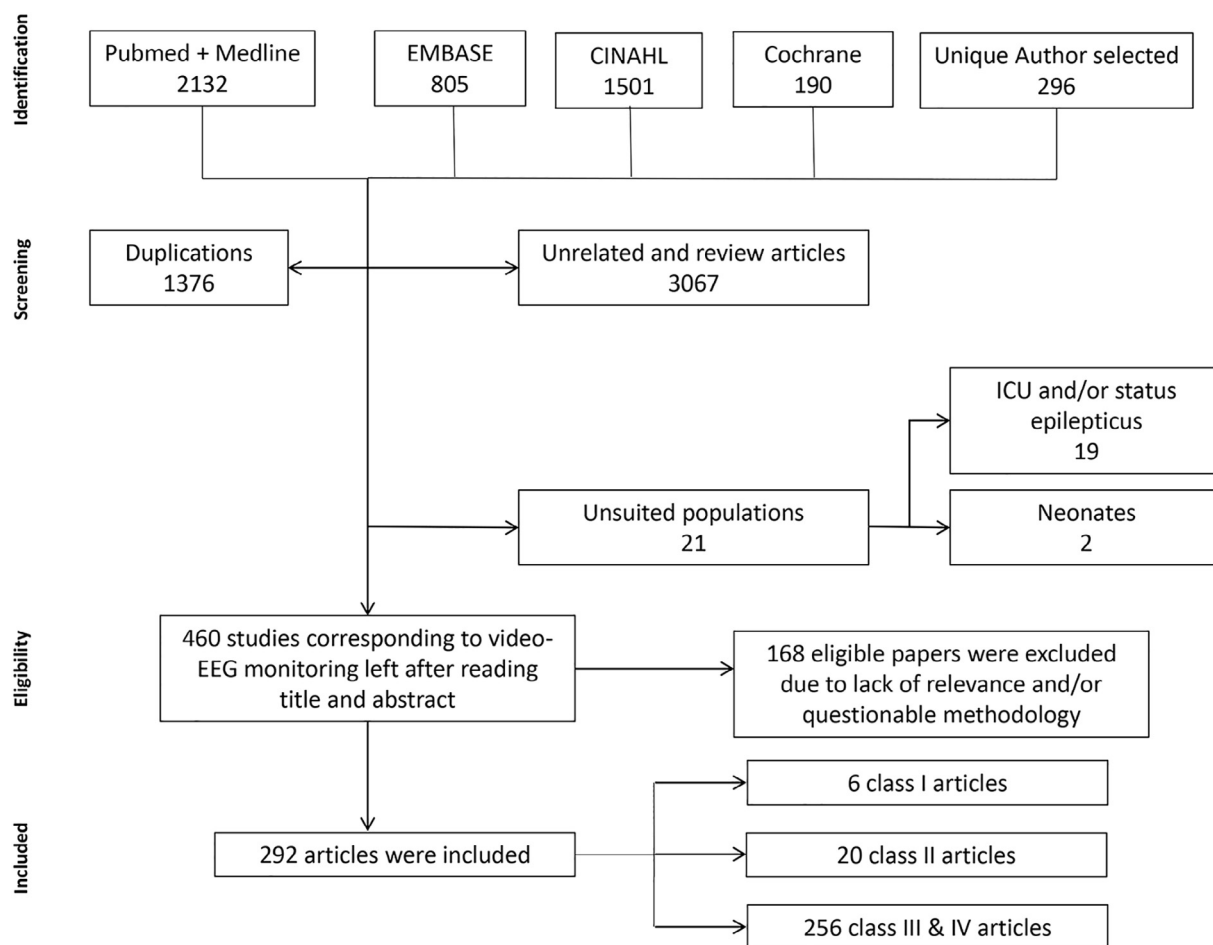 Identification
Pubmed + Medline
2132
EMBASE
805
CINAHL
1501
Cochrane
190
Unique Author selected
296
Screening
Duplications
1376
Unrelated and review articles
3067
ICU and/or status
epilepticus
19
Unsuited populations
21
Neonates
2
Eligibility
460 studies corresponding to video-
EEG monitoring left after reading
title and abstract
168 eligible papers were excluded
due to lack of relevance and/or
questionable methodology
Included
292 articles were included
6 class I articles
20 class II articles
256 class III & IV articles